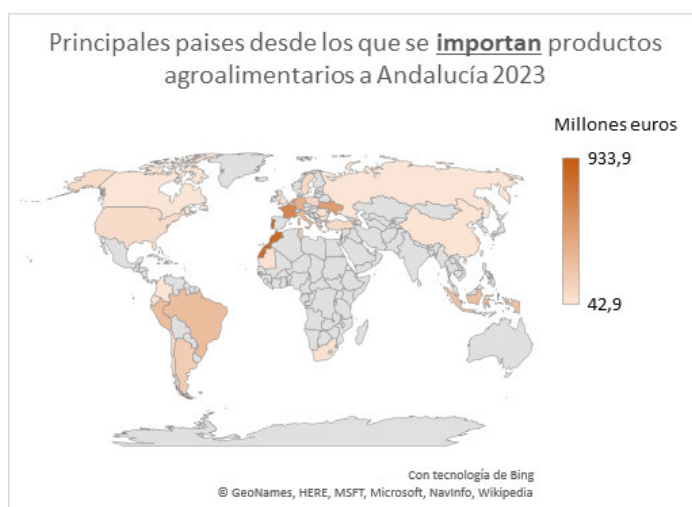 Principales paises desde los que se importan productos
agroalimentarios a Andalucía 2023
Millones euros
933,9
42,9
Con tecnología de Bing
© GeoNames, HERE, MSFT, Microsoft, NavInfo, Wikipedia